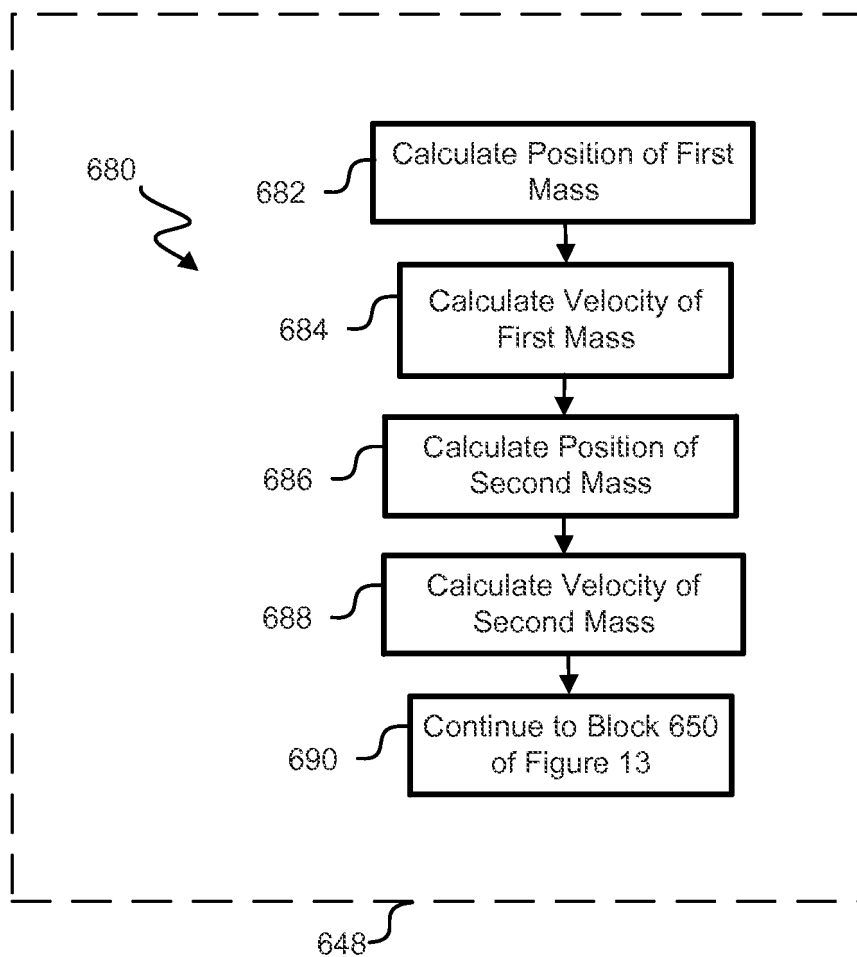 680
682
Calculate Position of First
Mass
684
Calculate Velocity of
First Mass
686
Calculate Position of
Second Mass
688
Calculate Velocity of
Second Mass
690
Continue to Block 650
of Figure 13
648